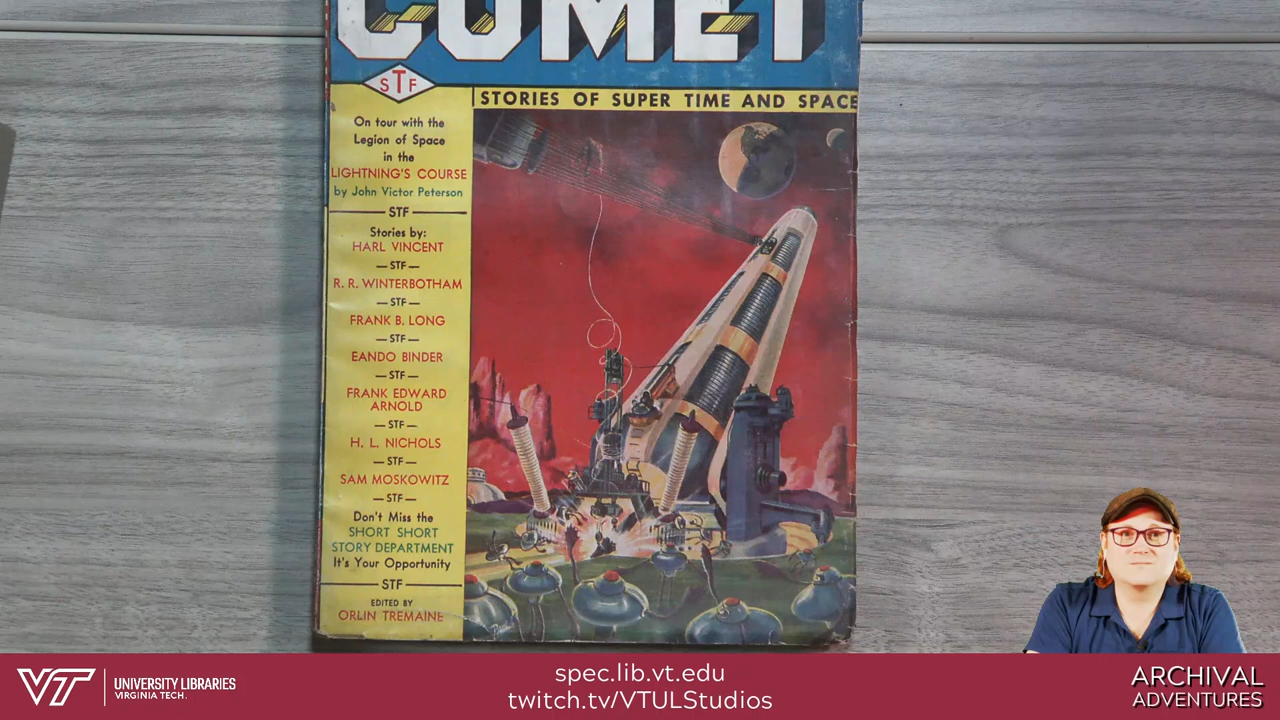 COMET
STF
STORIES OF SUPER TIME AND SPACE
On tour with the
Legion of Space
in the
LIGHTNING'S COURSE
by John Victor Peterson
STF
Stories by:
HARL VINCENT
— STF —
R. R. WINTERBOTHAM
— STF —
FRANK B. LONG
— STF —
EANDO BINDER
— STF —
FRANK EDWARD
ARNOLD
— STF —
H. L. NICHOLS
— STF —
SAM MOSKOWITZ
— STF —
Don't Miss the
SHORT SHORT
STORY DEPARTMENT
It's Your Opportunity
STF
EDITED BY
ORLIN TREMAINE
VT
UNIVERSITY LIBRARIES
VIRGINIA TECH.
spec.lib.vt.edu
twitch.tv/VTULStudios
ARCHIVAL
ADVENTURES